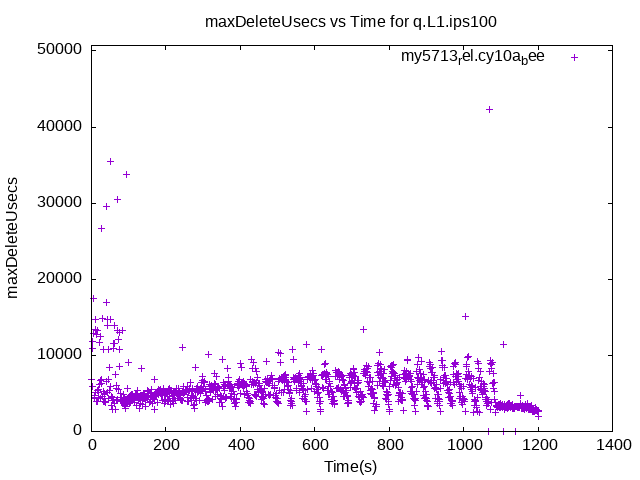 maxDeleteUsecs vs Time for q.L1.ips100
my5713rel.cy10abee
maxDeleteUsecs
50000
40000
30000
20000
10000
0
0 200 400 600 800 1000 1200 1400
Time(s)